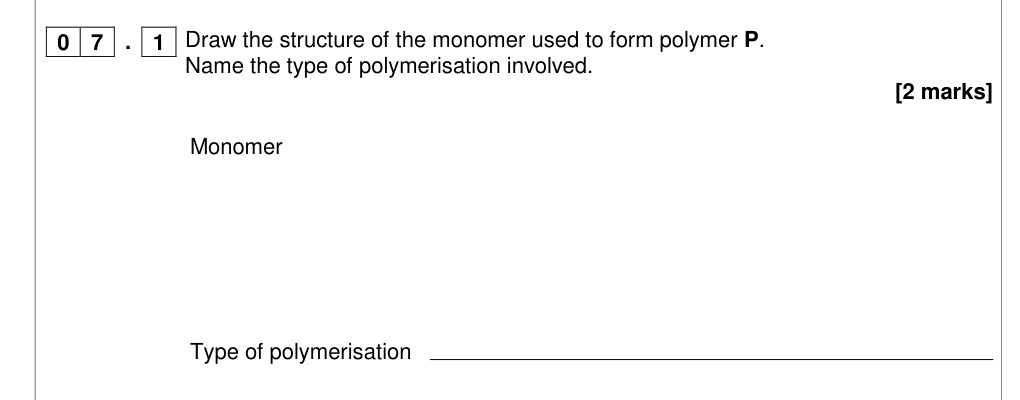 0 7 . 1 Draw the structure of the monomer used to form polymer P.
Name the type of polymerisation involved.
[2 marks]
Monomer
Type of polymerisation